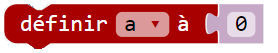 définir a à 0